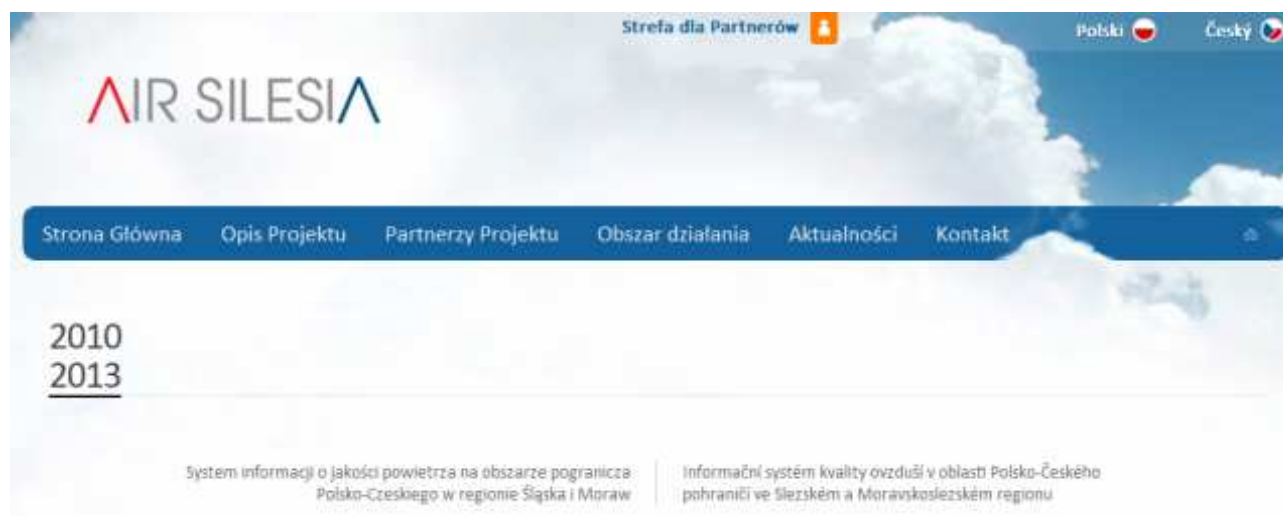 Strefa dla Partnerów
Polski Český
AIR SILESIA
Strona Główna Opis Projektu Partnerzy Projektu Obszar działania Aktualności Kontakt
2010
2013
System informacji o jakości powietrza na obszarze pogranicza
Polsko-Czeskiego w regionie Śląska i Moraw
Informační systém kvality ovzduší v oblasti Polsko-Českého
pohraničí ve Slezském a Moravskoslezském regionu